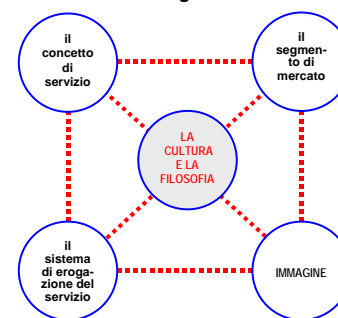 il
concetto
di
servizio
il
segmen-
to di
mercato
LA
CULTURA
E LA
FILOSOFIA
il
sistema
di eroga-
zione del
servizio
IMMAGINE